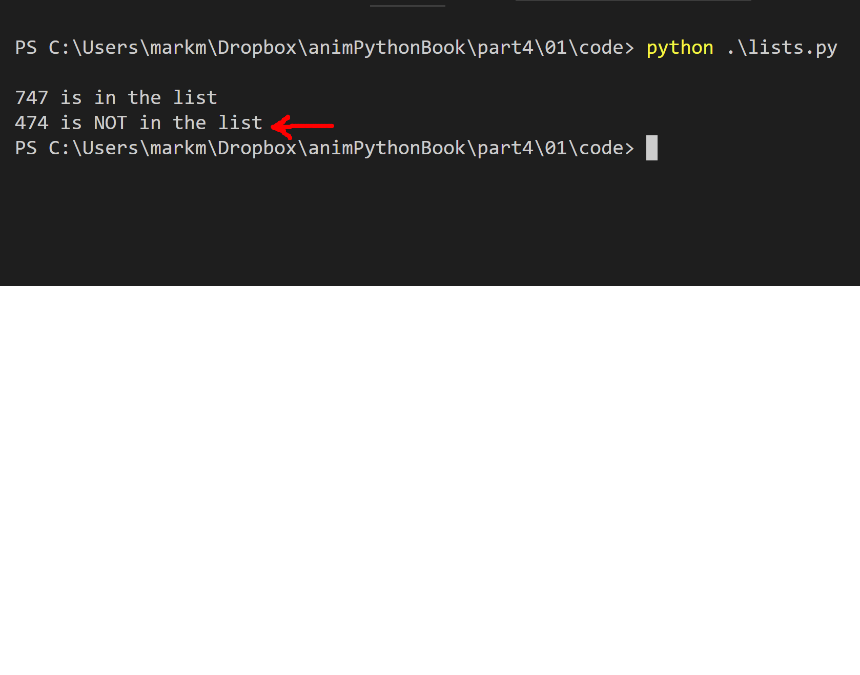 PS C:\Users\markm\Dropbox\animPythonBook\part4\01\code> python .\lists.py
747 is in the list
474 is NOT in the list
PS C:\Users\markm\Dropbox\animPythonBook\part4\01\code>